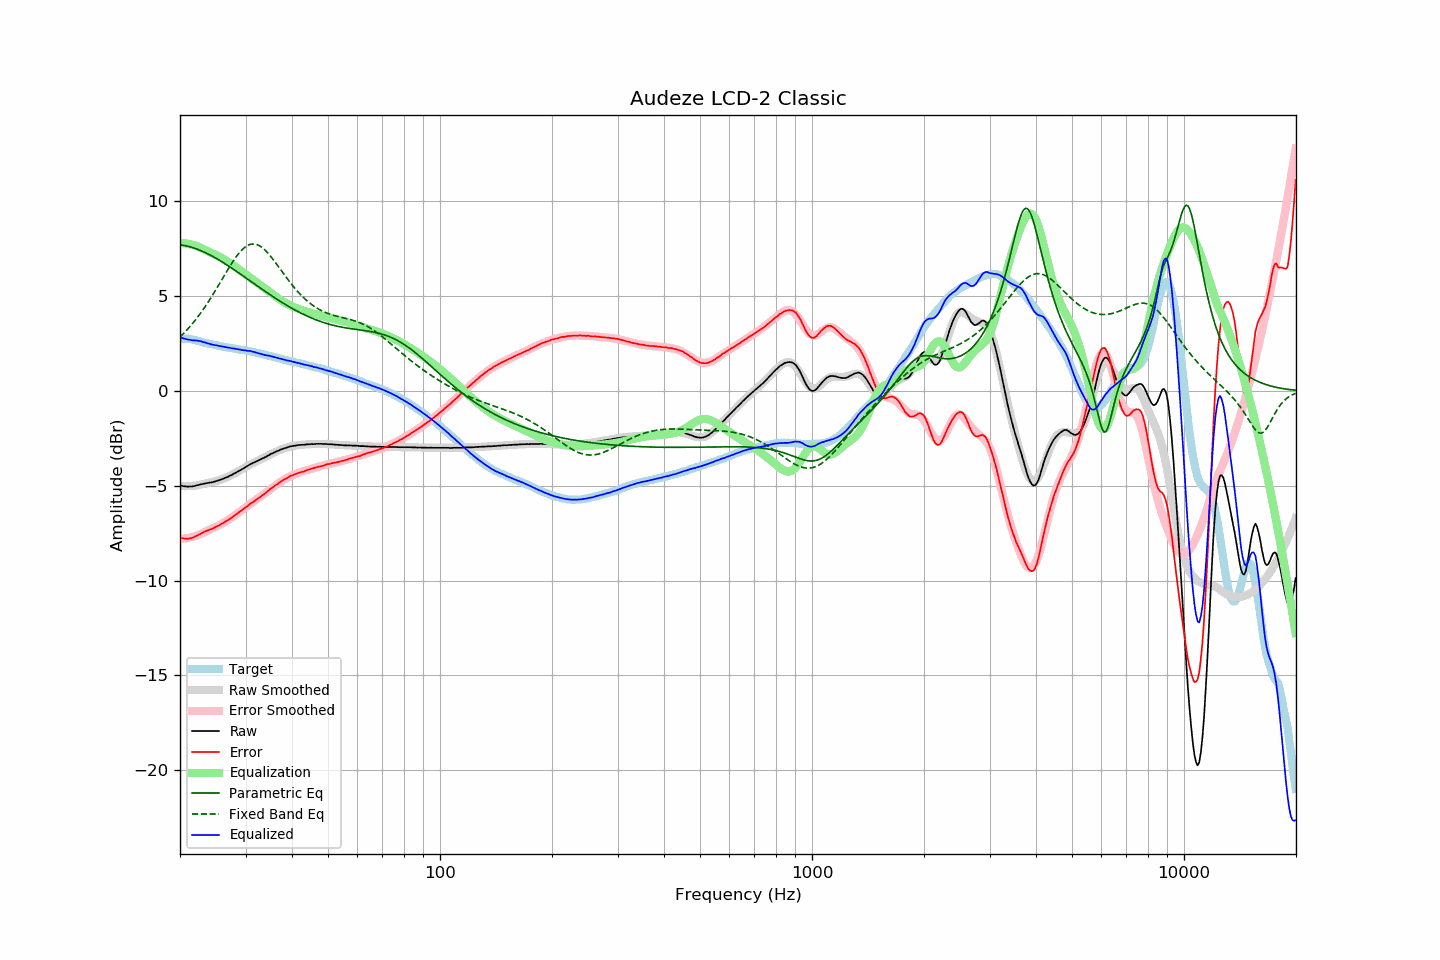 Audeze LCD-2 Classic
Amplitude (dBr)
10
5
0
−5
−10
−15
−20
Target
Raw Smoothed
Error Smoothed
Raw
Error
Equalization
Parametric Eq
Fixed Band Eq
Equalized
100
1000
10000
Frequency (Hz)